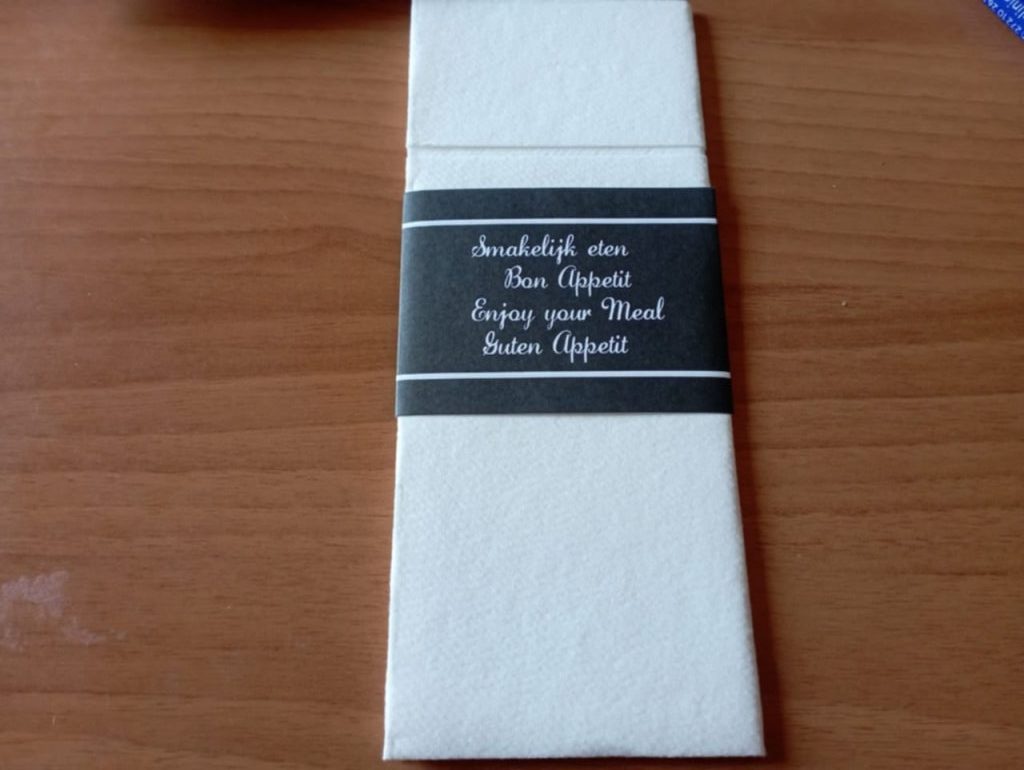 Smakelijk eten
Bon Appetit
Enjoy your Meal
Guten Appetit